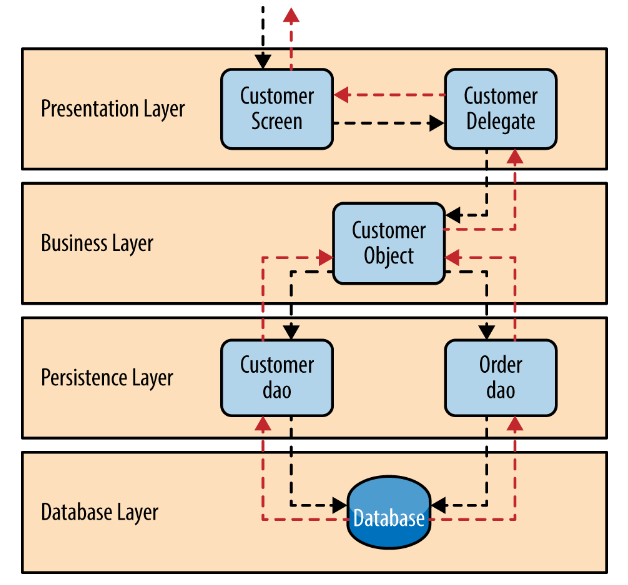 Presentation Layer
Customer
Screen
Customer
Delegate
Business Layer
Customer
Object
Persistence Layer
Customer
dao
Order
dao
Database Layer
Database